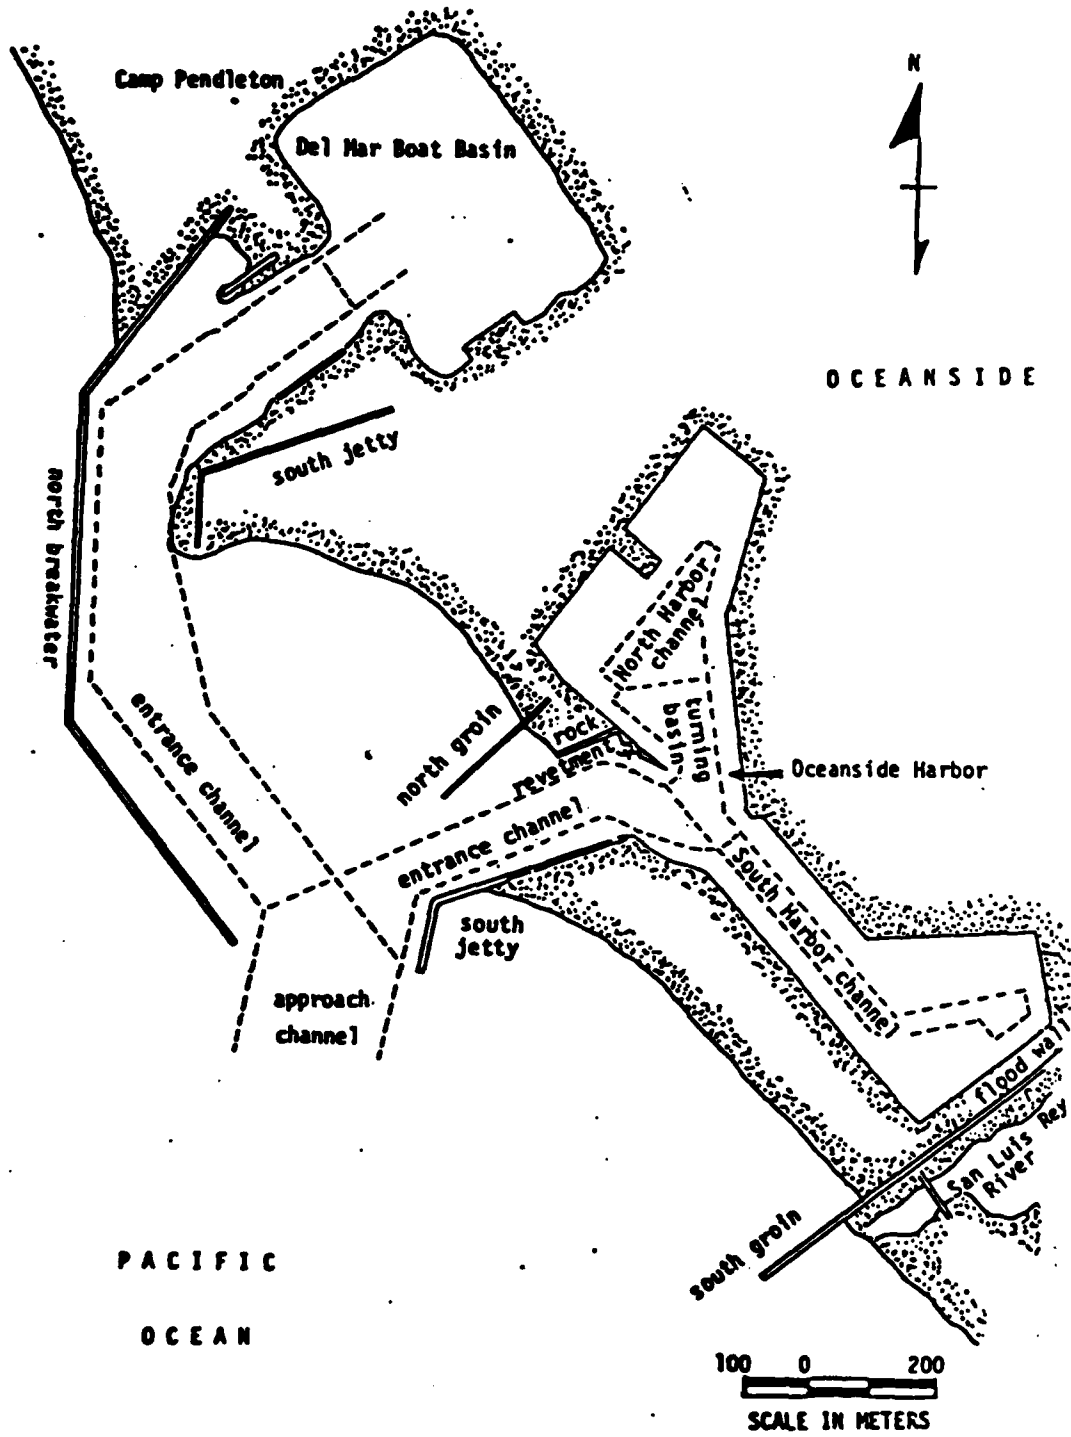 N
Camp Pendleton
Del Mar Boat Basin
OCEANSIDE
south jetty
north breakwater
North Harbor
channel
entrance channel
north groin
rock
revetment
turning
basin
Oceanside Harbor
entrance channel
South Harbor channel
south
jetty
approach
channel
flood wall
San Luis Rey
River
south groin
PACIFIC
OCEAN
100 0 200
SCALE IN METERS